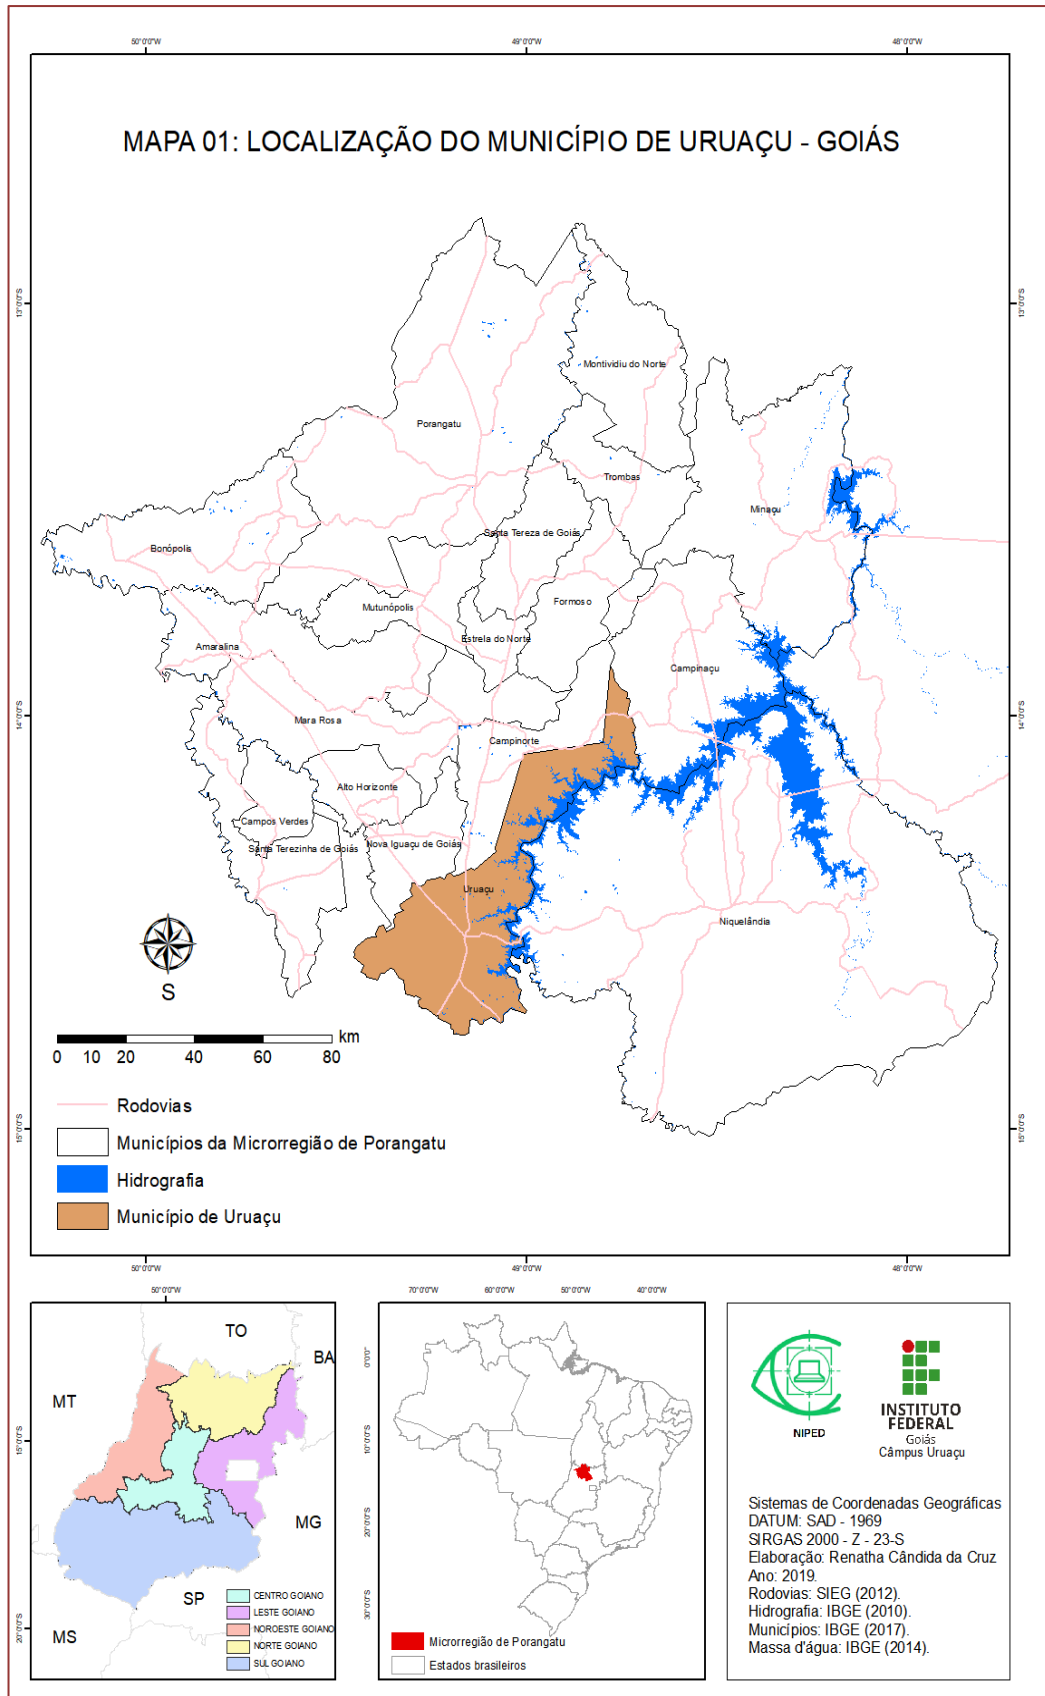 50°0'0"W
49°0'0"W
48°0'0"W
MAPA 01: LOCALIZAÇÃO DO MUNICÍPIO DE URUAÇU - GOIÁS
13°0'0"S
13°0'0"S
Montividiu do Norte
Porangatu
Trombas
Minaçu
Santa Tereza de Goiás
Bonópolis
Formoso
Mutunópolis
Estrela do Norte
Amaralina
Campinaçu
14°0'0"S
14°0'0"S
Mara Rosa
Campinorte
Alto Horizonte
Campos Verdes
Nova Iguaçu de Goiás
Santa Terezinha de Goiás
Uruaçu
Niquelândia
S
km
0 10 20 40 60 80
Rodovias
15°0'0"S
15°0'0"S
Municípios da Microrregião de Porangatu
Hidrografia
Município de Uruaçu
50°0'0"W
49°0'0"W
48°0'0"W
50°0'0"W
TO
BA
MT
15°0'0"S
MG
SP
MS
20°0'0"S
CENTRO GOIANO
LESTE GOIANO
NOROESTE GOIANO
NORTE GOIANO
SUL GOIANO
70°0'0"W 60°0'0"W 50°0'0"W 40°0'0"W
0°0'0"
10°0'0"S
20°0'0"S
30°0'0"S
Microrregião de Porangatu
Estados brasileiros
NIPED
INSTITUTO
FEDERAL
Goiás
Câmpus Uruaçu
Sistemas de Coordenadas Geográficas
DATUM: SAD - 1969
SIRGAS 2000 - Z - 23-S
Elaboração: Renatha Cândida da Cruz
Ano: 2019.
Rodovias: SIEG (2012).
Hidrografia: IBGE (2010).
Municípios: IBGE (2017).
Massa d'água: IBGE (2014).